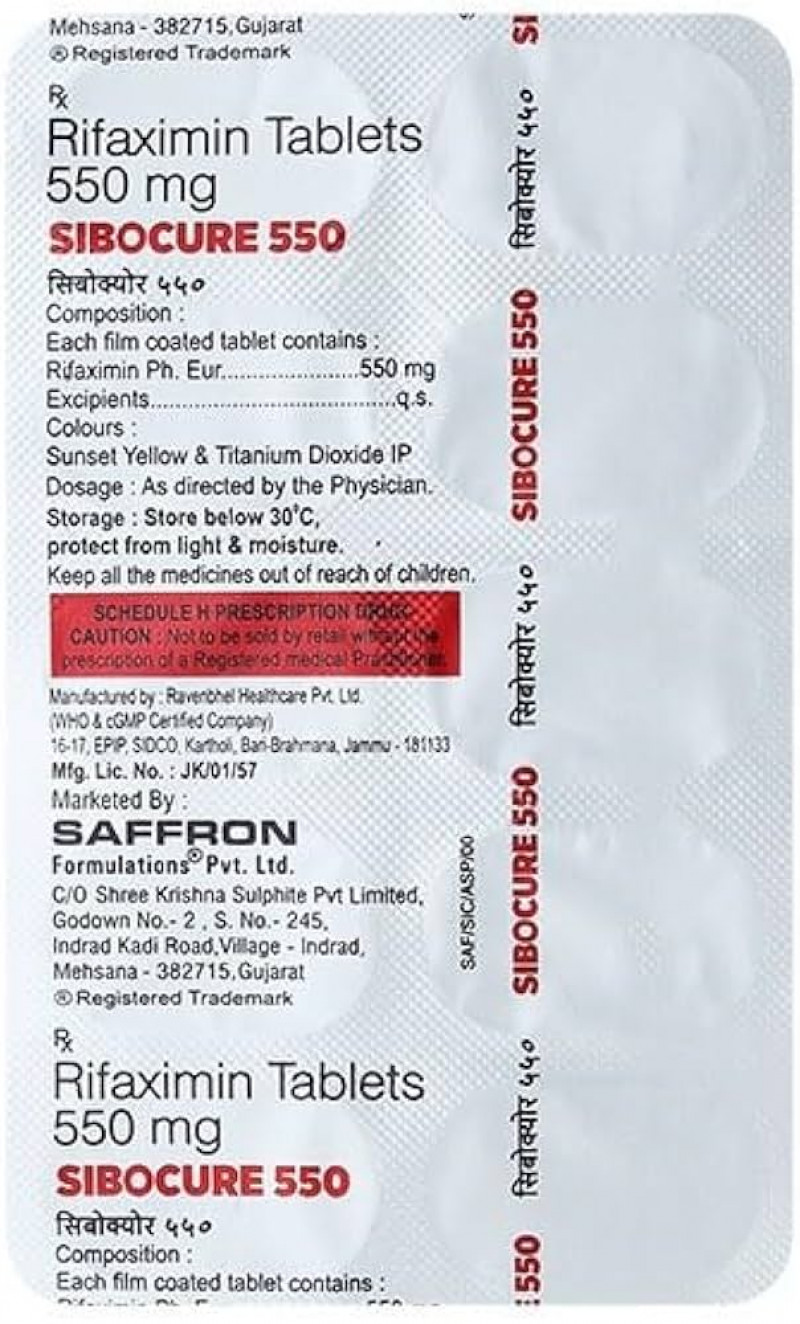 Mehsana - 382715, Gujarat
® Registered Trademark
Rx
Rifaximin Tablets
550 mg
SIBOCURE 550
सिबोक्योर ५५०
Composition :
Each film coated tablet contains :
Rifaximin Ph. Eur......................550 mg
Excipients.......................................q.s.
Colours :
Sunset Yellow & Titanium Dioxide IP
Dosage : As directed by the Physician.
Storage : Store below 30°C,
protect from light & moisture.
Keep all the medicines out of reach of children.
SCHEDULE H PRESCRIPTION DRUG
CAUTION : Not to be sold by retail without the
prescription of a Registered medical Practitioner.
Manufactured by : Ravenbhel Healthcare Pvt. Ltd.
(WHO & cGMP Certified Company)
16-17, EPIP, SIDCO, Kartholi, Bari-Brahmana, Jammu - 181133
Mfg. Lic. No. : JK/01/57
Marketed By :
SAFFRON
Formulations® Pvt. Ltd.
C/O Shree Krishna Sulphite Pvt Limited,
Godown No.- 2 , S. No.- 245,
Indrad Kadi Road,Village - Indrad,
Mehsana - 382715,Gujarat
® Registered Trademark
Rx
Rifaximin Tablets
550 mg
SIBOCURE 550
सिबोक्योर ५५०
Composition :
Each film coated tablet contains :
SAF/SIC/ASP/00
SI
सिबोक्योर ५५०
SIBOCURE 550
सिबोक्योर ५५०
SIBOCURE 550
सिबोक्योर ५५०
550